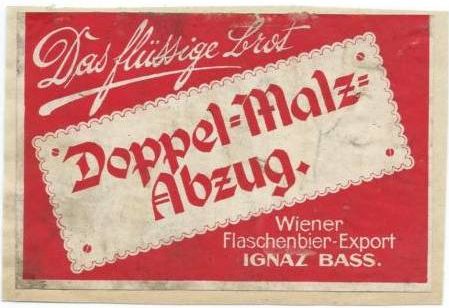 Das flüssige Brot
Doppel=Malz=
Abzug.
Wiener
Flaschenbier-Export
IGNAZ BASS.